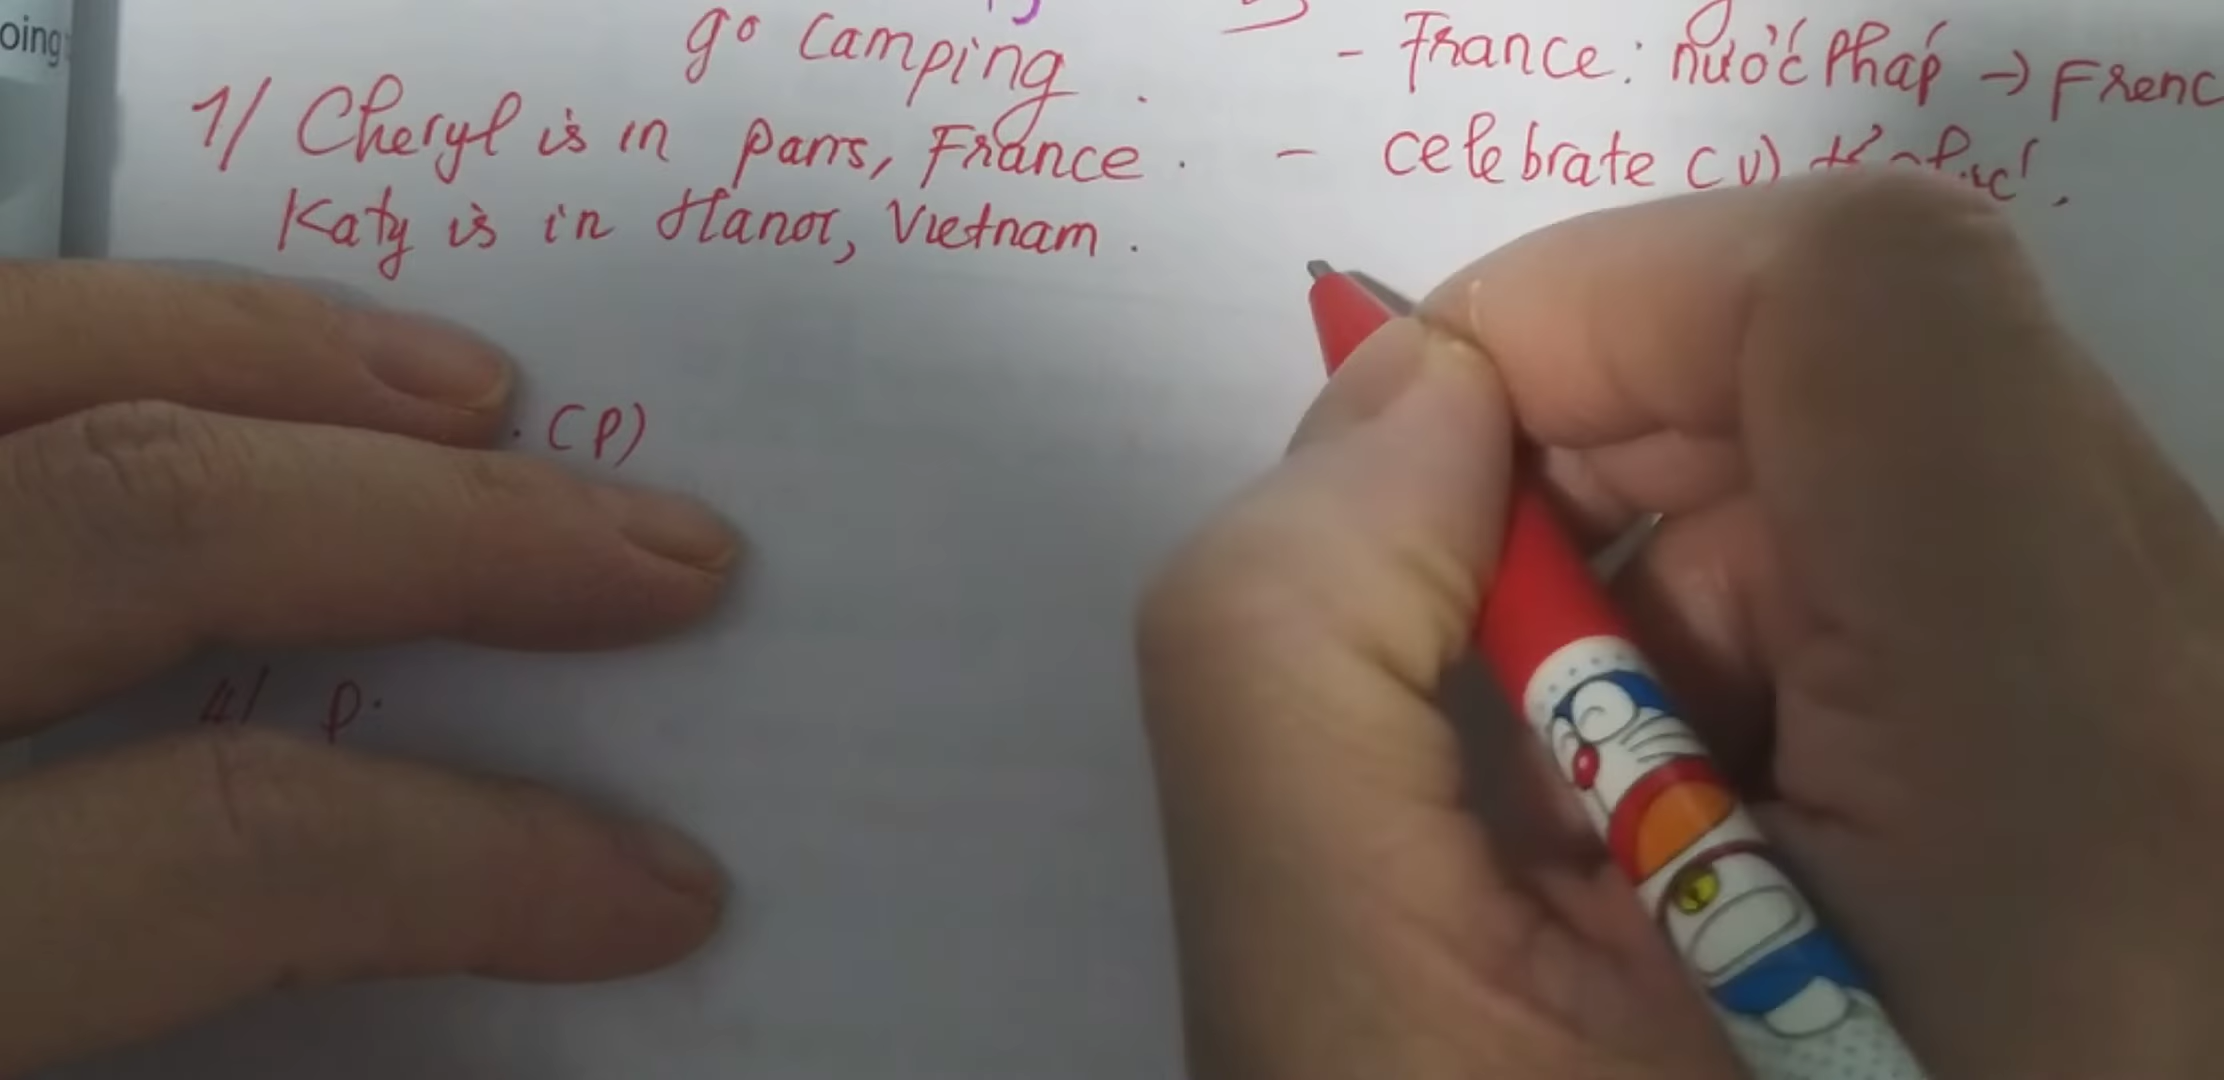 oing
go camping.
- France: nước Pháp → Frenc
1/ Cheryl is in Paris, France.
- celebrate (v)
Katy is in Hanoi, Vietnam.
. (P)
4/ P.